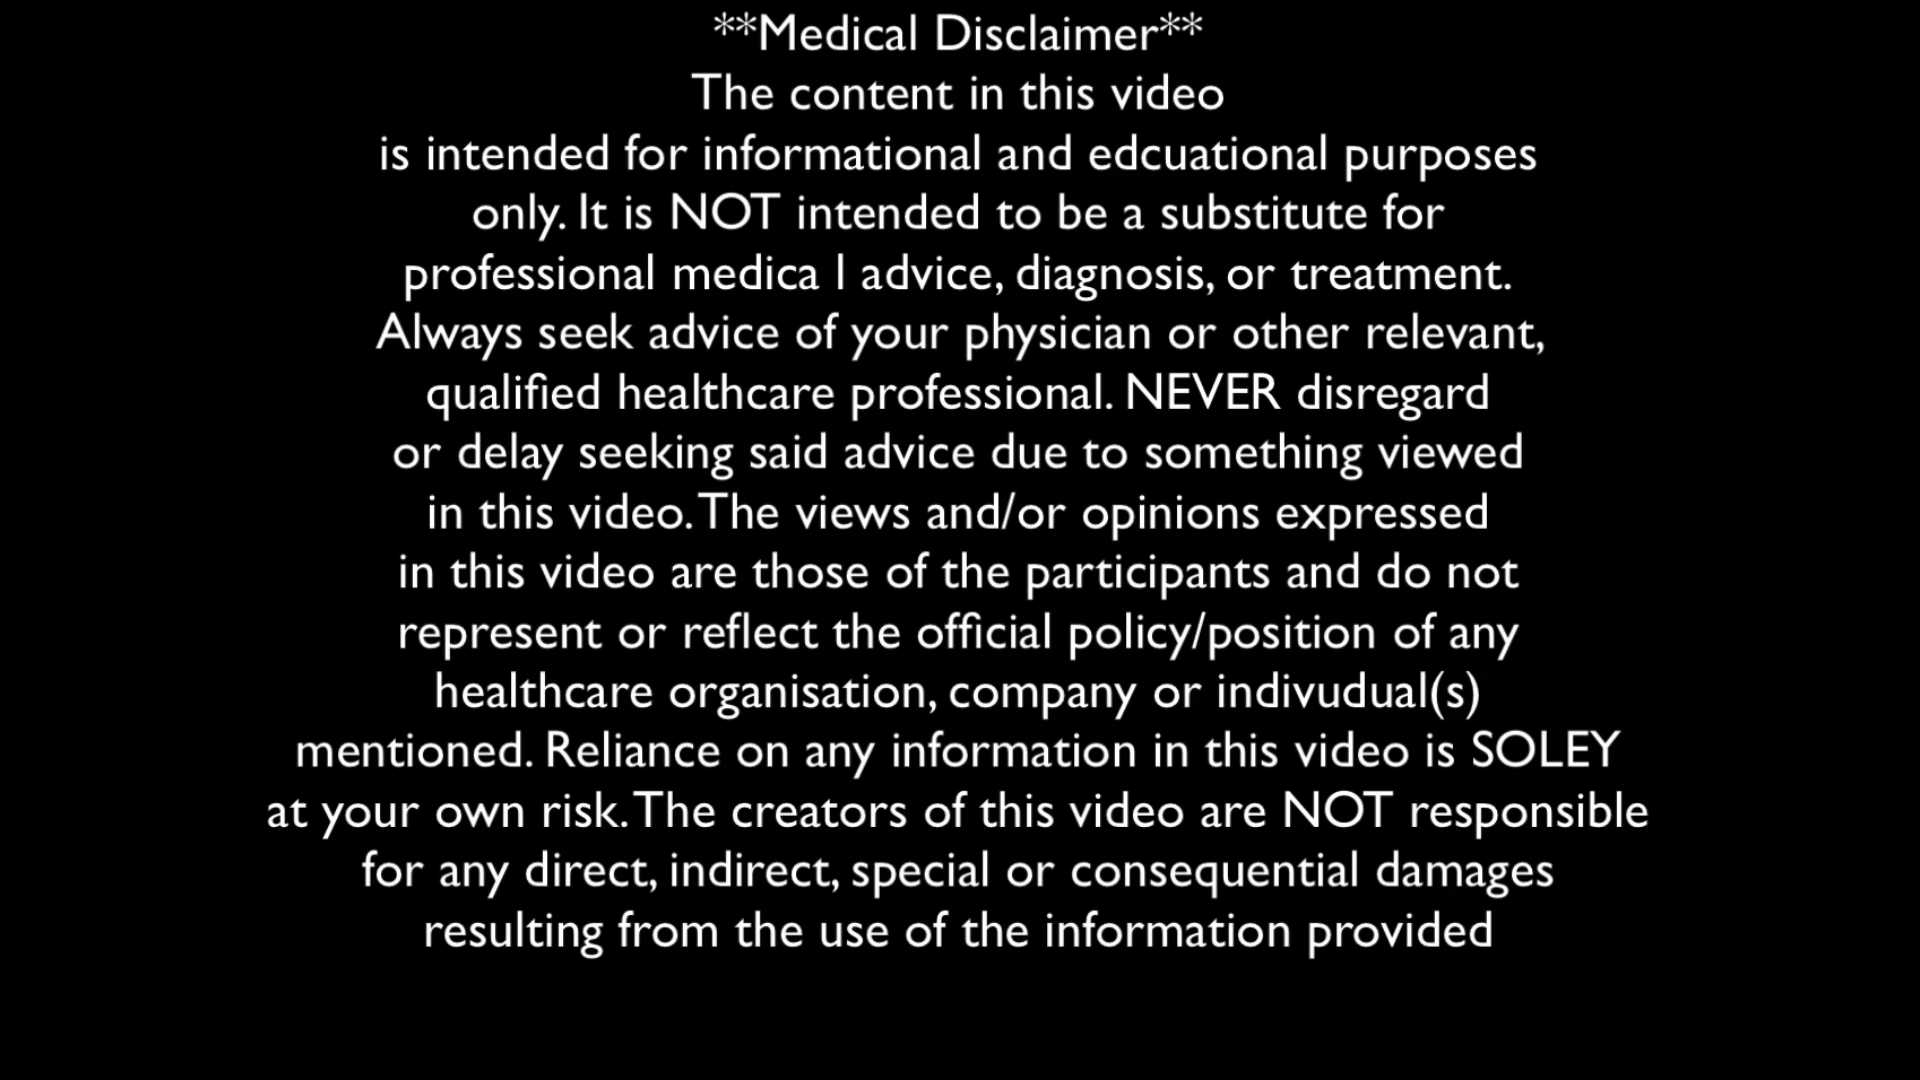 **Medical Disclaimer**
The content in this video
is intended for informational and edcuational purposes
only. It is NOT intended to be a substitute for
professional medica l advice, diagnosis, or treatment.
Always seek advice of your physician or other relevant,
qualified healthcare professional. NEVER disregard
or delay seeking said advice due to something viewed
in this video. The views and/or opinions expressed
in this video are those of the participants and do not
represent or reflect the official policy/position of any
healthcare organisation, company or indivudual(s)
mentioned. Reliance on any information in this video is SOLEY
at your own risk. The creators of this video are NOT responsible
for any direct, indirect, special or consequential damages
resulting from the use of the information provided